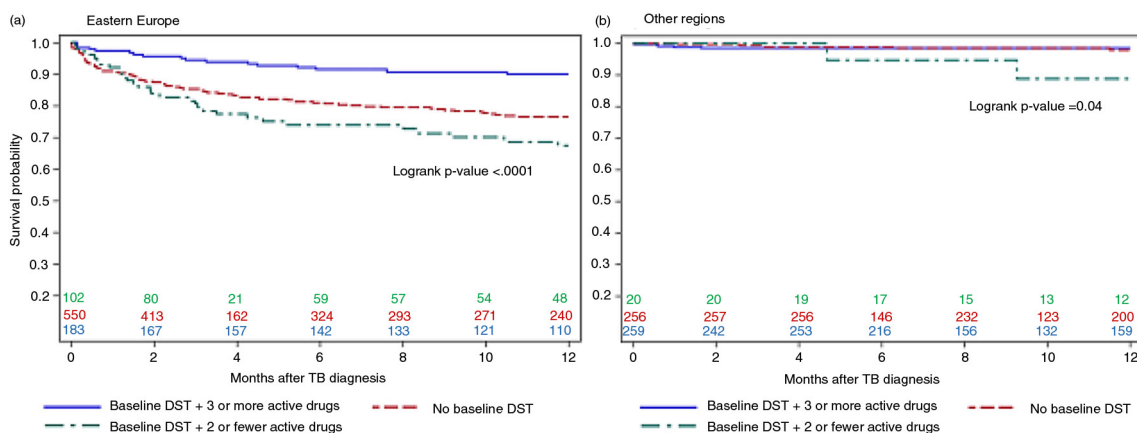 (a) Eastern Europe
1.0
0.9
0.8
0.7
0.6
0.5
0.4
0.3
0.2
Survival probability
Logrank p-value <.0001
102 80 21 59 57 54 48
550 413 162 324 293 271 240
183 167 157 142 133 121 110
0 2 4 6 8 10 12
Months after TB diagnosis
Baseline DST + 3 or more active drugs No baseline DST
Baseline DST + 2 or fewer active drugs
(b) Other regions
1.0
0.9
0.8
0.7
0.6
0.5
0.4
0.3
0.2
Logrank p-value =0.04
20 20 19 17 15 13 12
256 257 256 146 232 123 200
259 242 253 216 156 132 159
0 2 4 6 8 10 12
Months after TB diagnosis
Baseline DST + 3 or more active drugs No baseline DST
Baseline DST + 2 or fewer active drugs